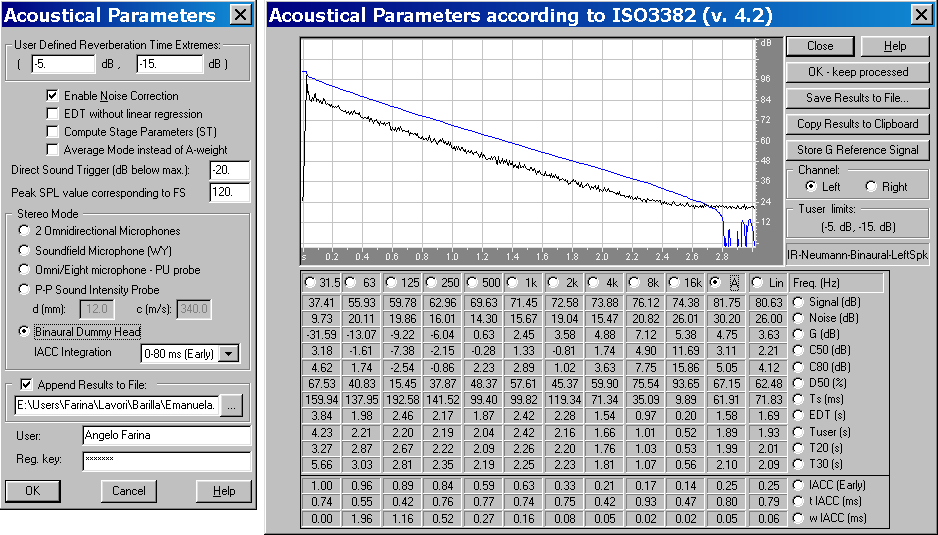 Acoustical Parameters
User Defined Reverberation Time Extremes:
( -5. dB , -15. dB )
Enable Noise Correction
EDT without linear regression
Compute Stage Parameters (ST)
Average Mode instead of A-weight
Direct Sound Trigger (dB below max.): -20.
Peak SPL value corresponding to FS 120.
Stereo Mode
2 Omnidirectional Microphones
Soundfield Microphone (WY)
Omni/Eight microphone - PU probe
P-P Sound Intensity Probe
d (mm): 12.0 c (m/s) 340.0
Binaural Dummy Head
IACC Integration 0-80 ms (Early)
Append Results to File:
E:\Users\Farina\Lavori\Barilla\Emanuela. ...
User: Angelo Farina
Reg. key: xxxxxxx
OK Cancel Help
Acoustical Parameters according to ISO3382 (v. 4.2)
dB
96
84
72
60
48
36
24
12
s 0.2 0.4 0.6 0.8 1.0 1.2 1.4 1.6 1.8 2.0 2.2 2.4 2.6 2.8
Close Help
OK - keep processed
Save Results to File...
Copy Results to Clipboard
Store G Reference Signal
Channel:
Left Right
Tuser limits:
(-5. dB, -15. dB)
IR-Neumann-Binaural-LeftSpk
31.5 63 125 250 500 1k 2k 4k 8k 16k A Lin Freq. (Hz)
37.41 55.93 59.78 62.96 69.63 71.45 72.58 73.88 76.12 74.38 81.75 80.63 Signal (dB)
9.73 20.11 19.86 16.01 14.30 15.67 19.04 15.47 20.82 26.01 30.20 26.00 Noise (dB)
-31.59 -13.07 -9.22 -6.04 0.63 2.45 3.58 4.88 7.12 5.38 4.75 3.63 G (dB)
3.18 -1.61 -7.38 -2.15 -0.28 1.33 -0.81 1.74 4.90 11.69 3.11 2.21 C50 (dB)
4.62 1.74 -2.54 -0.86 2.23 2.89 1.02 3.63 7.75 15.86 5.05 4.12 C80 (dB)
67.53 40.83 15.45 37.87 48.37 57.61 45.37 59.90 75.54 93.65 67.15 62.48 D50 (%)
159.94 137.95 192.58 141.52 99.40 99.82 119.34 71.34 35.09 9.89 61.91 71.83 Ts (ms)
3.84 1.98 2.46 2.17 1.87 2.42 2.28 1.54 0.97 0.20 1.58 1.69 EDT (s)
4.23 2.21 2.20 2.19 2.04 2.42 2.16 1.66 1.01 0.52 1.89 1.93 Tuser (s)
3.27 2.87 2.67 2.22 2.09 2.26 2.20 1.76 1.03 0.53 1.99 2.01 T20 (s)
5.66 3.03 2.81 2.35 2.19 2.25 2.23 1.81 1.06 0.56 2.10 2.09 T30 (s)
1.00 0.96 0.89 0.84 0.59 0.63 0.33 0.21 0.17 0.14 0.25 0.25 IACC (Early)
0.74 0.55 0.42 0.76 0.77 0.74 0.75 0.42 0.93 0.47 0.80 0.79 t IACC (ms)
0.00 1.96 1.16 0.52 0.27 0.16 0.08 0.05 0.02 0.02 0.05 0.06 w IACC (ms)